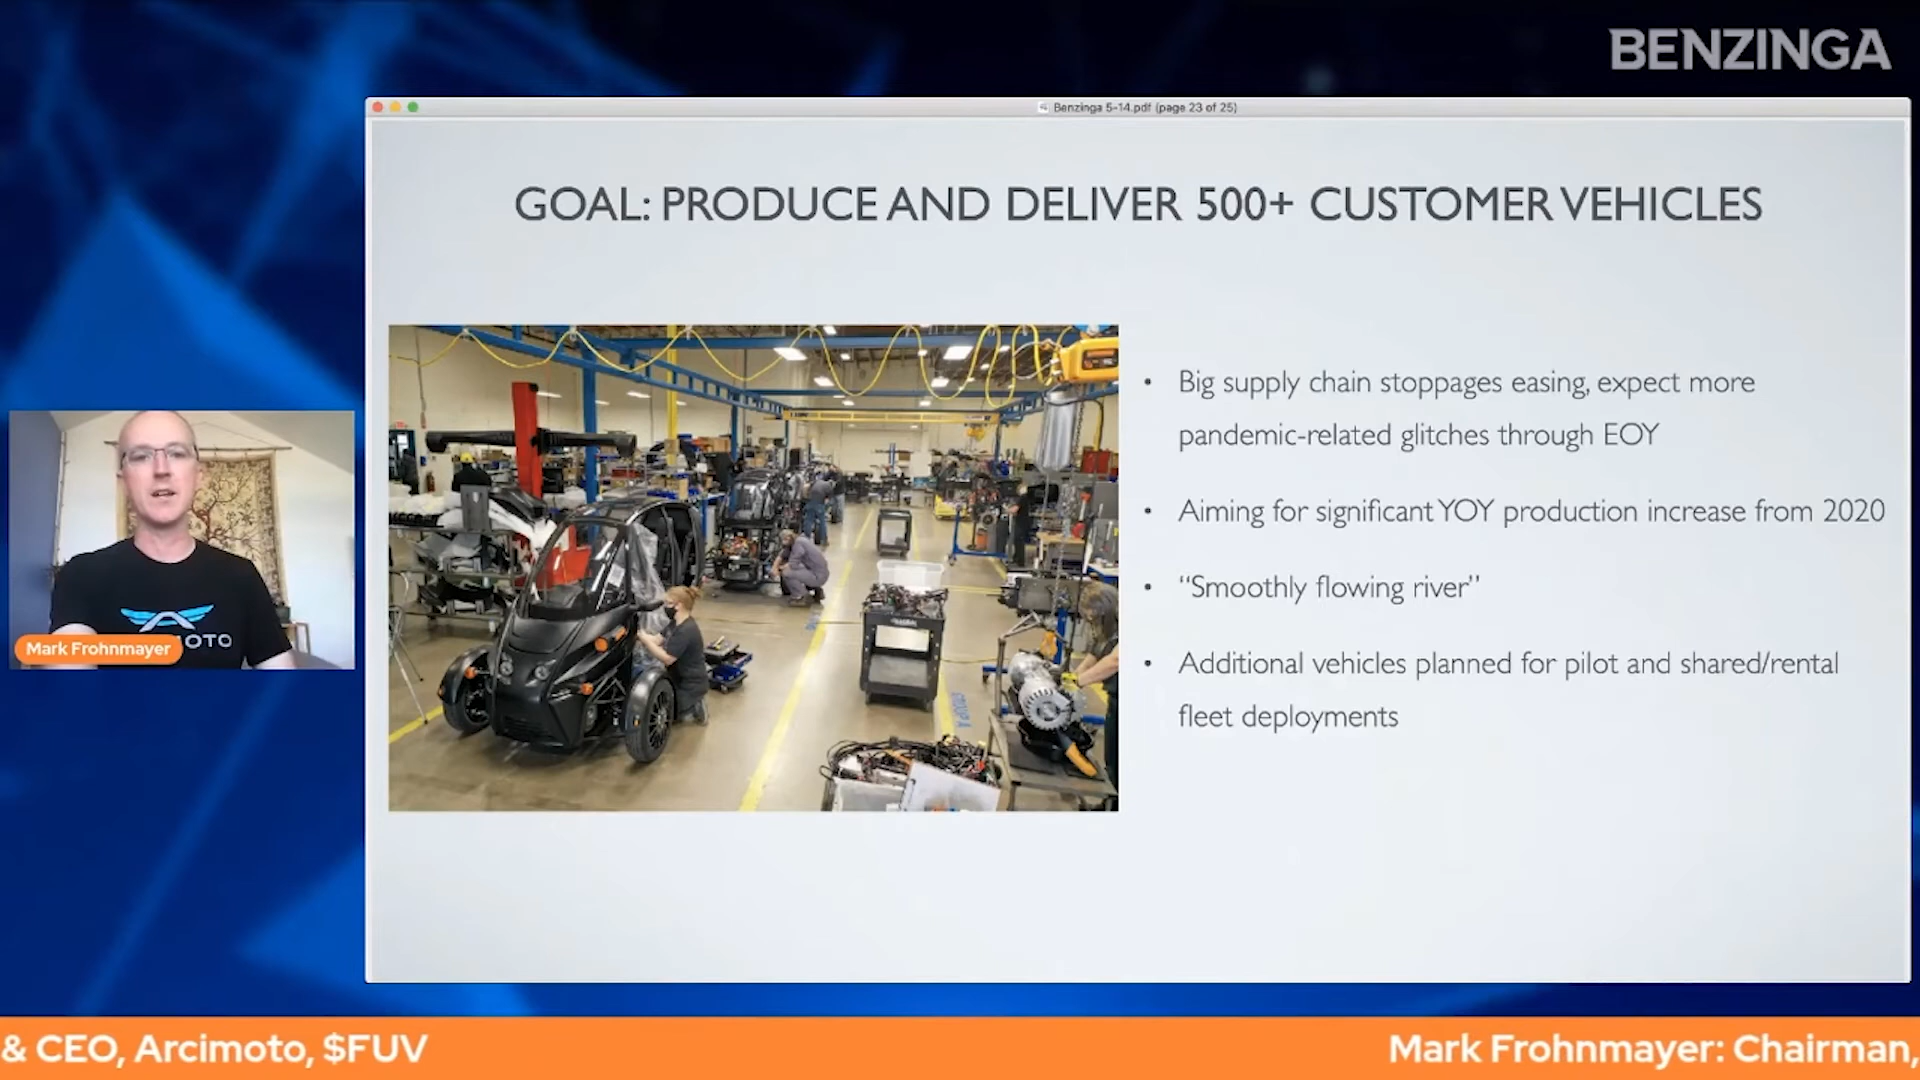 BENZINGA
Benzinga 5-14.pdf (page 23 of 25)
GOAL: PRODUCE AND DELIVER 500+ CUSTOMER VEHICLES
• Big supply chain stoppages easing, expect more
pandemic-related glitches through EOY
• Aiming for significant YOY production increase from 2020
• “Smoothly flowing river”
• Additional vehicles planned for pilot and shared/rental
fleet deployments
MOTO
Mark Frohnmayer
& CEO, Arcimoto, $FUV
Mark Frohnmayer: Chairman,